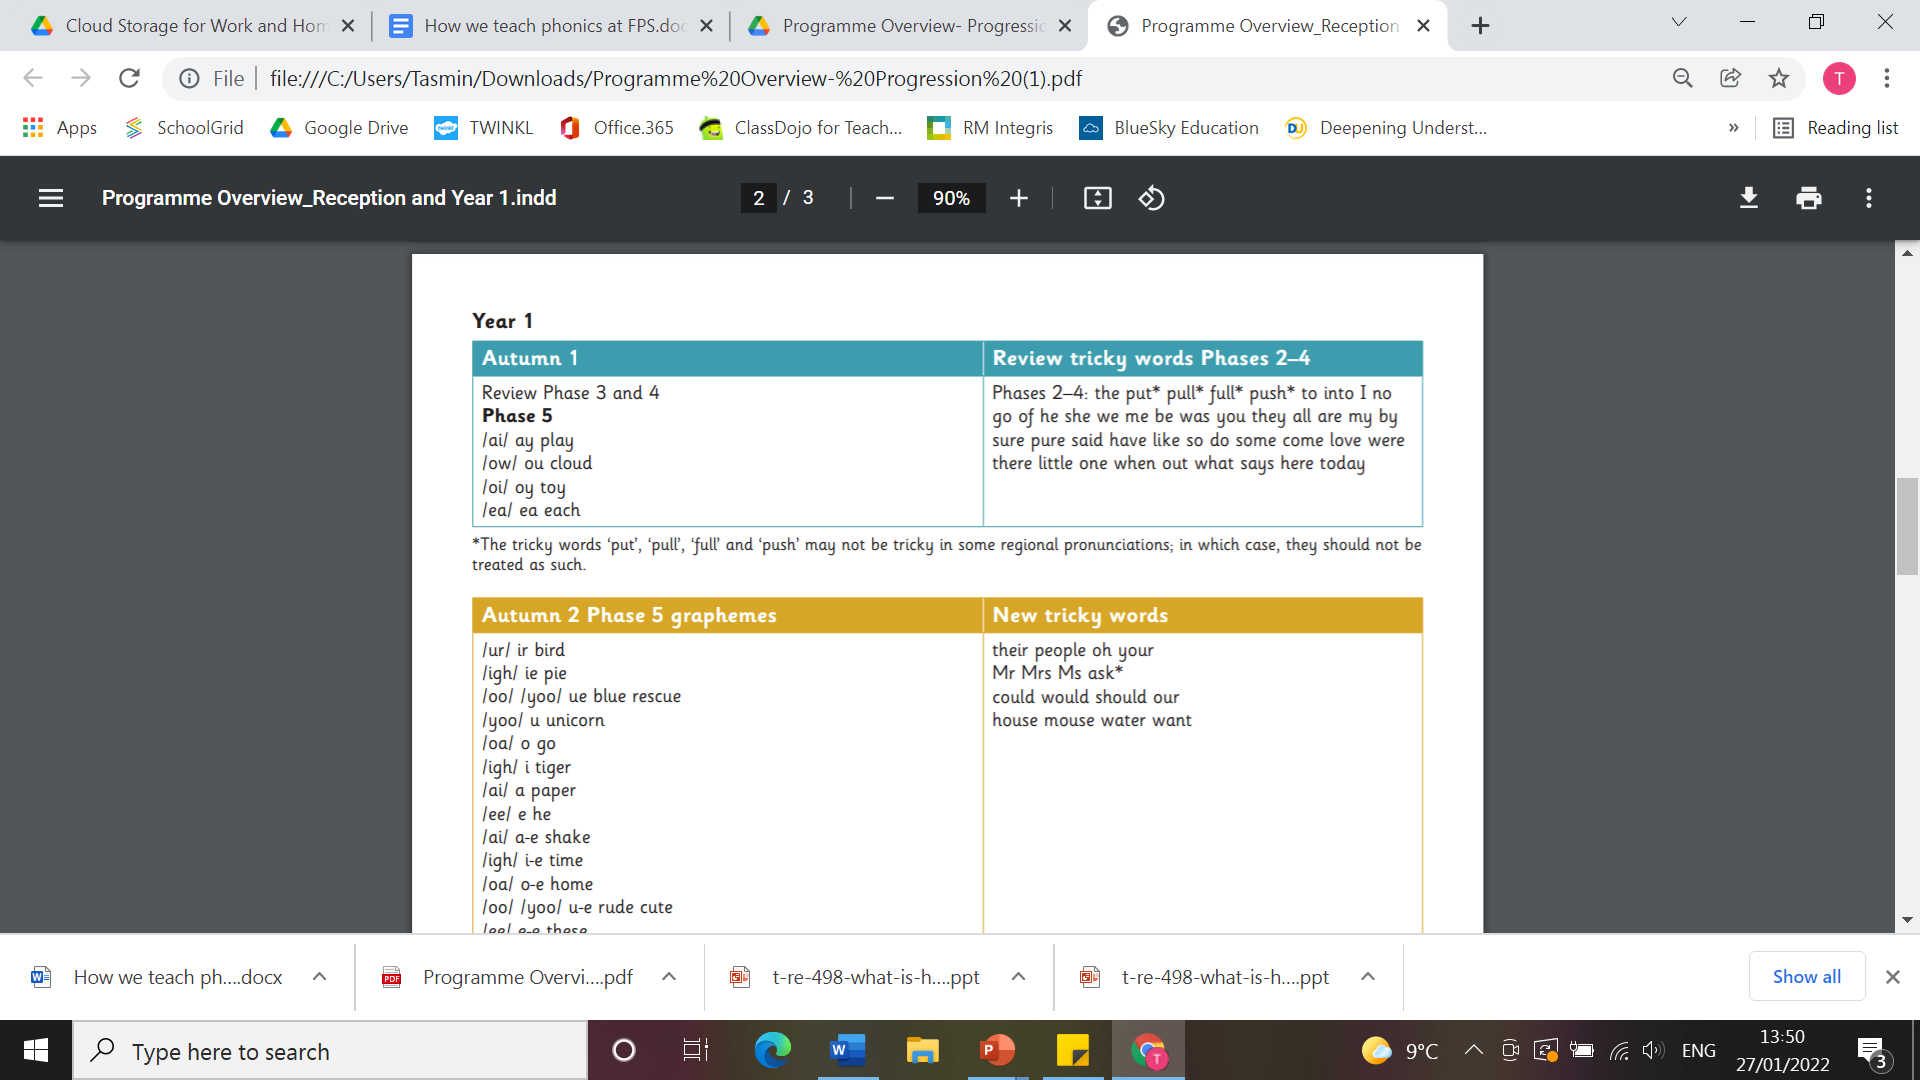 Cloud Storage for Work and Hom
How we teach phonics at FPS.doc
Programme Overview- Progressio
Programme Overview_Reception
File
file:///C:/Users/Tasmin/Downloads/Programme%20Overview-%20Progression%20(1).pdf
T
Apps
SchoolGrid
Google Drive
TWINKL
Office.365
ClassDojo for Teach...
RM Integris
BlueSky Education
Deepening Underst...
»
Reading list
Programme Overview_Reception and Year 1.indd
2 / 3
90%
Year 1
Autumn 1
Review tricky words Phases 2–4
Review Phase 3 and 4
Phase 5
/ai/ ay play
/ow/ ou cloud
/oi/ oy toy
/ea/ ea each
Phases 2–4: the put* pull* full* push* to into I no
go of he she we me be was you they all are my by
sure pure said have like so do some come love were
there little one when out what says here today
*The tricky words ‘put’, ‘pull’, ‘full’ and ‘push’ may not be tricky in some regional pronunciations; in which case, they should not be
treated as such.
Autumn 2 Phase 5 graphemes
New tricky words
/ur/ ir bird
/igh/ ie pie
/oo/ /yoo/ ue blue rescue
/yoo/ u unicorn
/oa/ o go
/igh/ i tiger
/ai/ a paper
/ee/ e he
/ai/ a-e shake
/igh/ i-e time
/oa/ o-e home
/oo/ /yoo/ u-e rude cute
/ee/ e-e these
their people oh your
Mr Mrs Ms ask*
could would should our
house mouse water want
How we teach ph....docx
Programme Overvi....pdf
t-re-498-what-is-h....ppt
t-re-498-what-is-h....ppt
Show all
Type here to search
9°C
ENG
13:50
27/01/2022
3